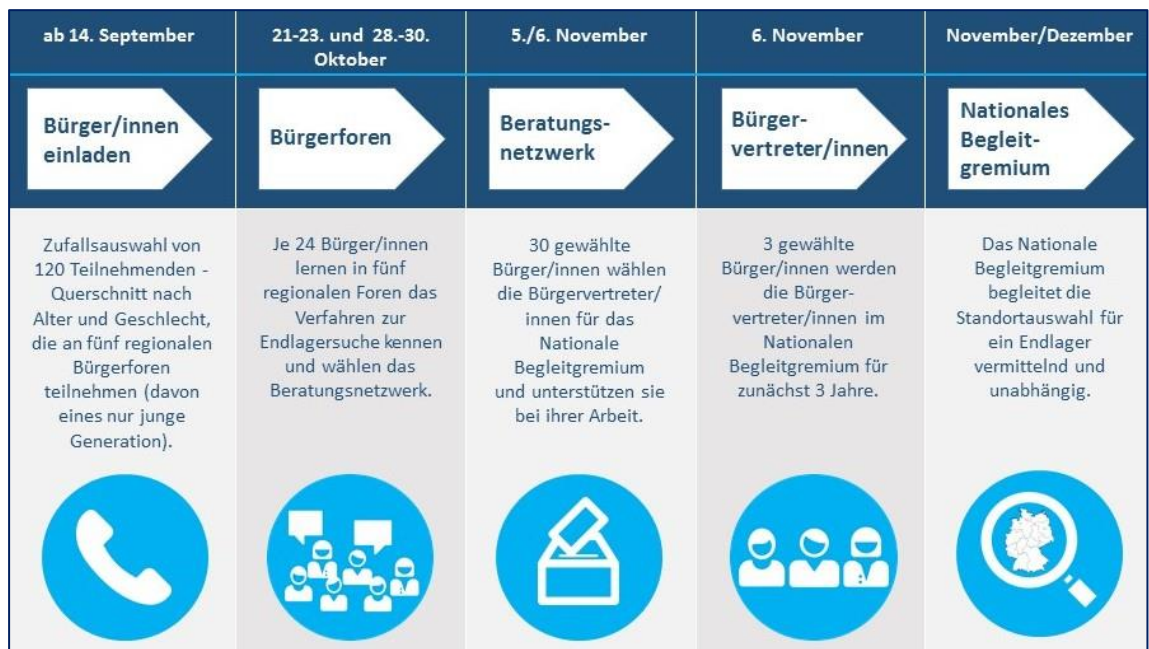 ab 14. September
21-23. und 28.-30.
Oktober
5./6. November
6. November
November/Dezember
Bürger/innen
einladen
Bürgerforen
Beratungs-
netzwerk
Bürger-
vertreter/innen
Nationales
Begleit-
gremium
Zufallsauswahl von
120 Teilnehmenden -
Querschnitt nach
Alter und Geschlecht,
die an fünf regionalen
Bürgerforen
teilnehmen (davon
eines nur junge
Generation).
Je 24 Bürger/innen
lernen in fünf
regionalen Foren das
Verfahren zur
Endlagersuche kennen
und wählen das
Beratungsnetzwerk.
30 gewählte
Bürger/innen wählen
die Bürgervertreter/
innen für das
Nationale
Begleitgremium
und unterstützen sie
bei ihrer Arbeit.
3 gewählte
Bürger/innen werden
die Bürger-
vertreter/innen im
Nationalen
Begleitgremium für
zunächst 3 Jahre.
Das Nationale
Begleitgremium
begleitet die
Standortauswahl für
ein Endlager
vermittelnd und
unabhängig.